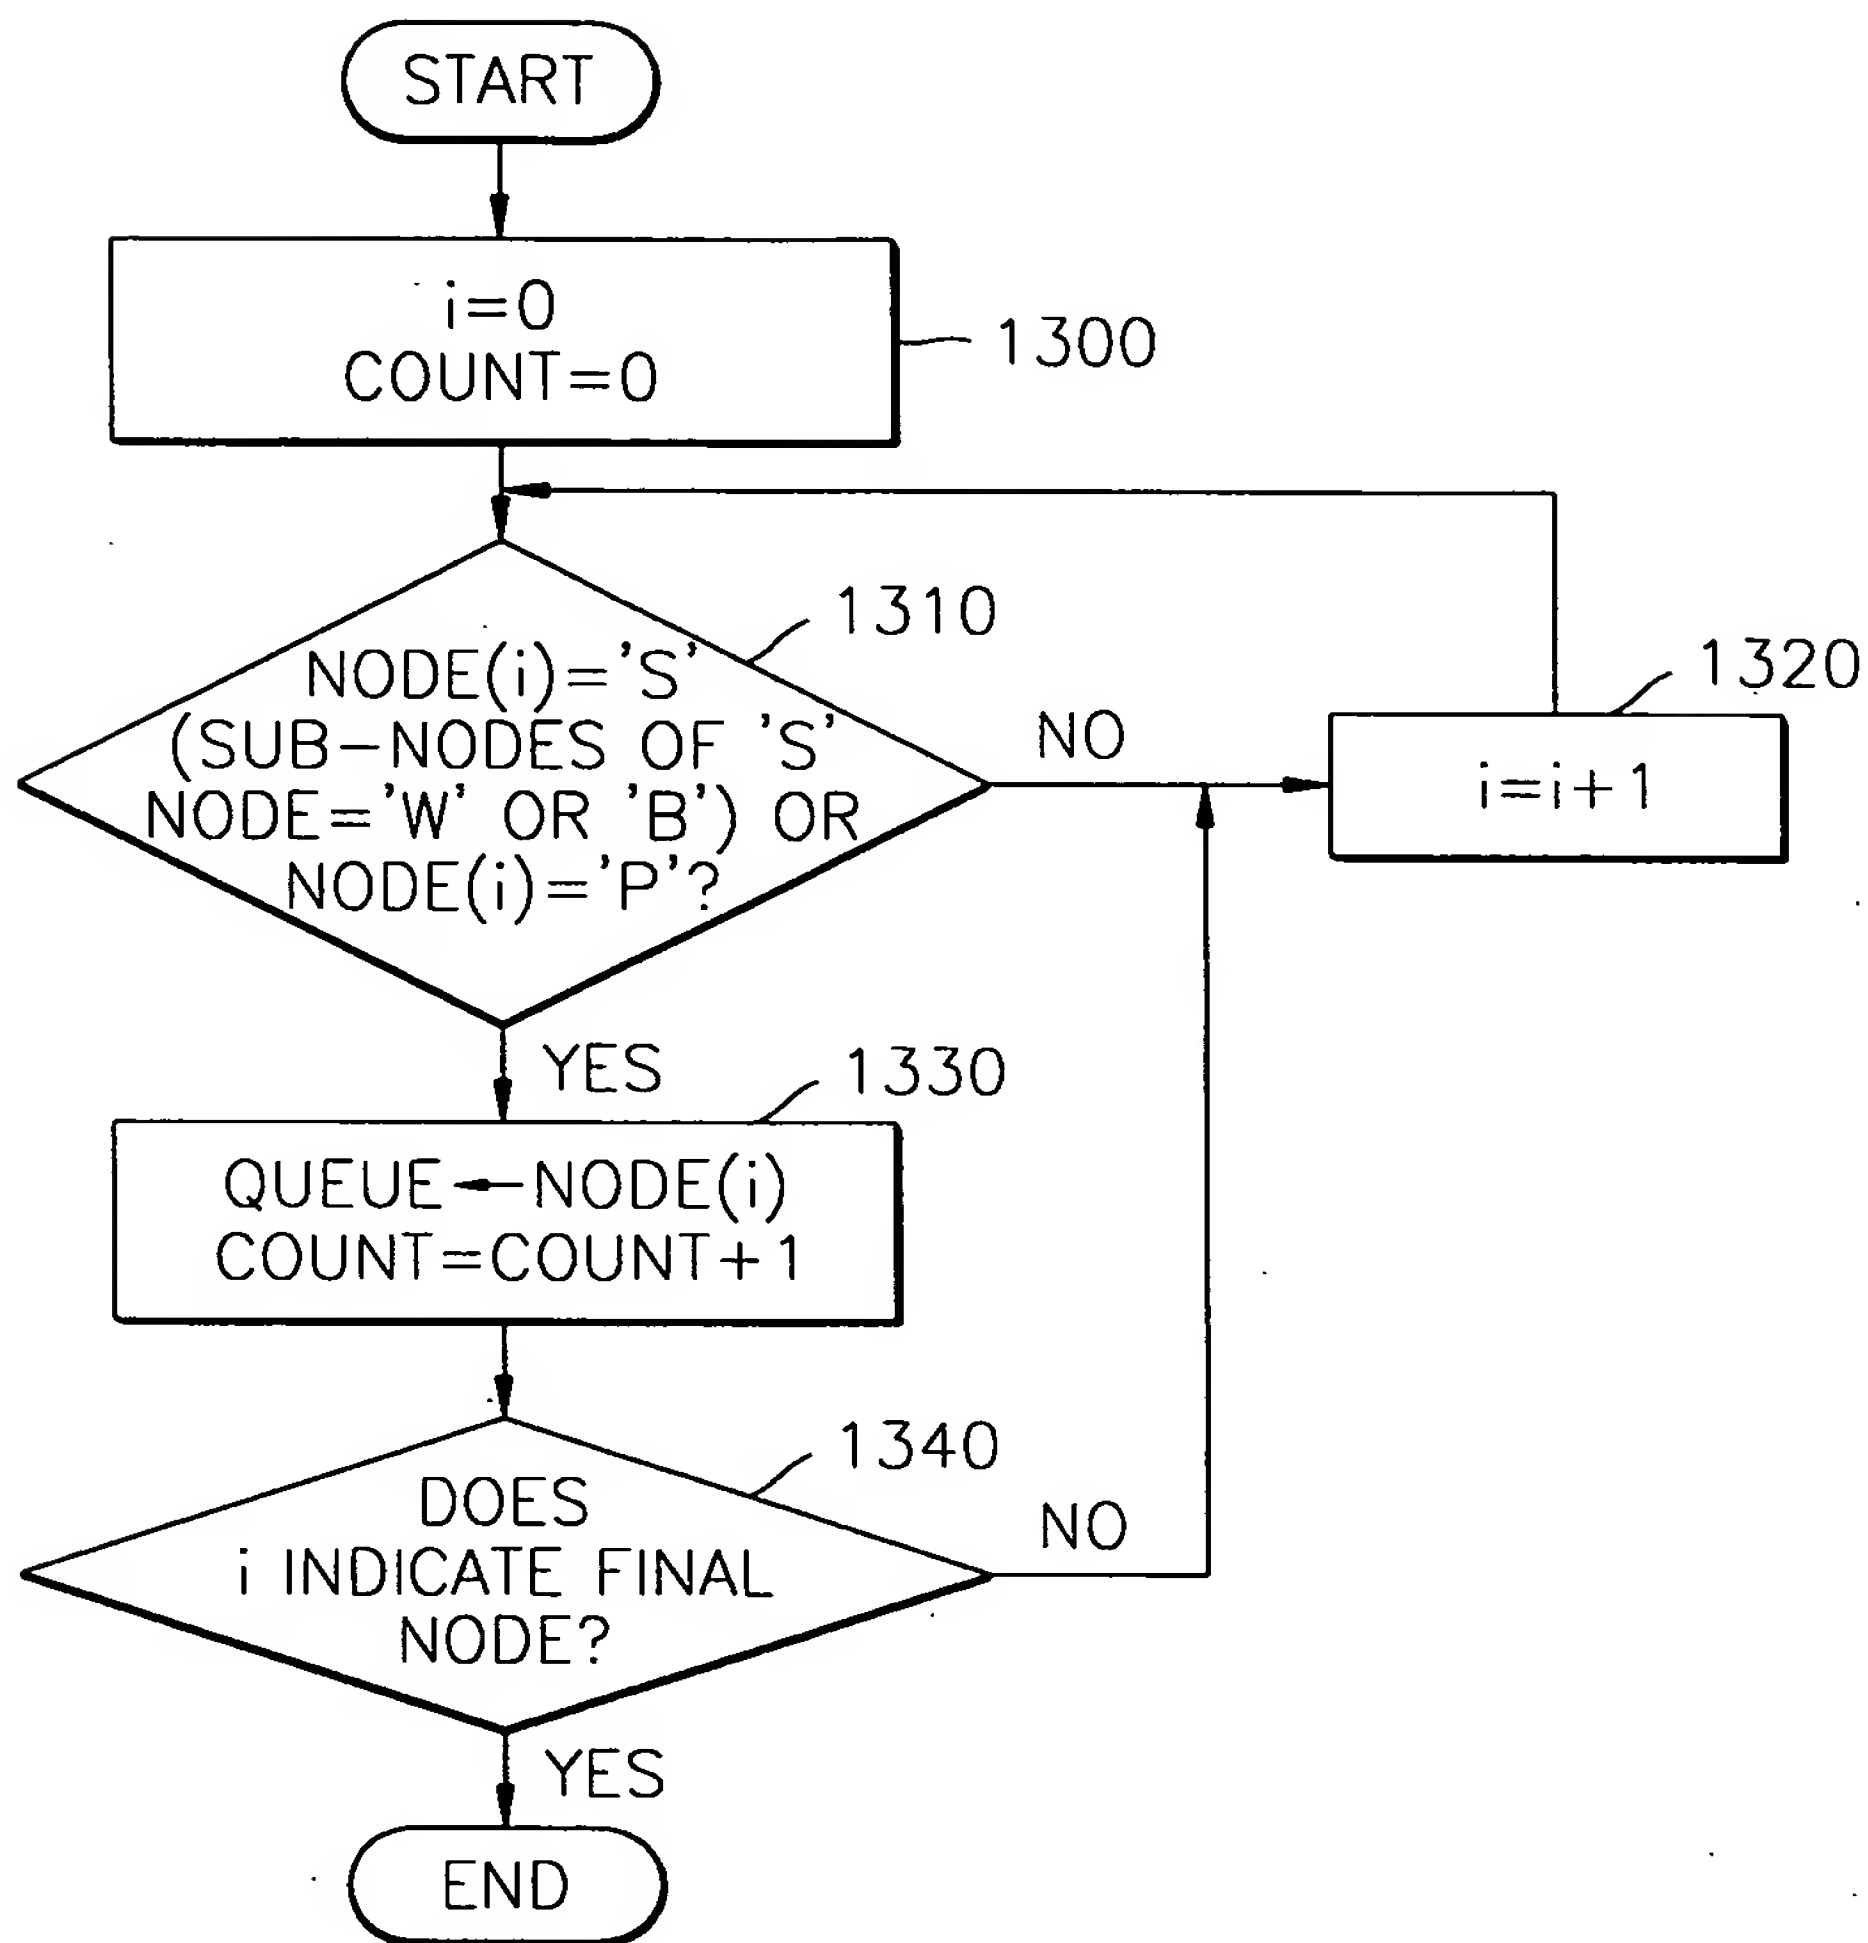 START
i=0
COUNT=0
1300
1310
NODE(i)='S'
(SUB-NODES OF 'S'
NODE='W' OR 'B') OR
NODE(i)='P'?
NO
1320
i=i+1
YES
1330
QUEUE←NODE(i)
COUNT=COUNT+1
1340
DOES
i INDICATE FINAL
NODE?
NO
YES
END